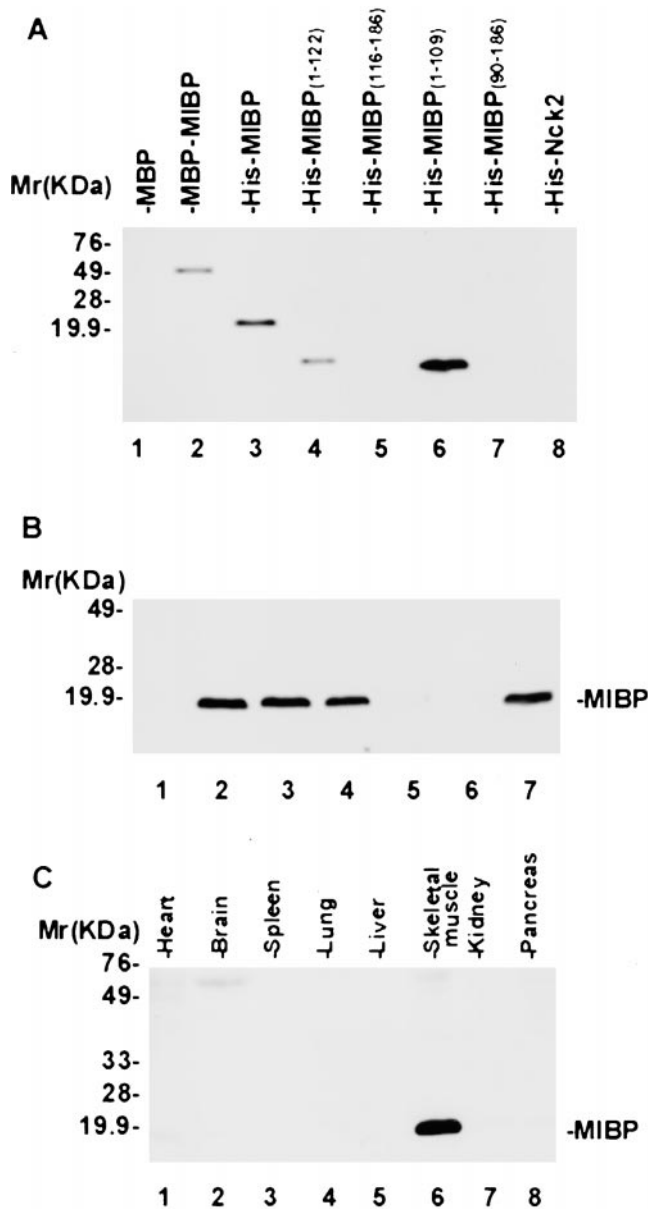 A
Mr(KDa)
-MBP
-MBP-MIBP
-His-MIBP
-His-MIBP(1-122)
-His-MIBP(116-186)
-His-MIBP(1-109)
-His-MIBP(90-186)
-His-Nck2
76-
49-
28-
19.9-
1 2 3 4 5 6 7 8
B
Mr(KDa)
49-
28-
19.9-
-MIBP
1 2 3 4 5 6 7
C
Mr(KDa)
-Heart
-Brain
-Spleen
-Lung
-Liver
-Skeletal
muscle
-Kidney
-Pancreas
76-
49-
33-
28-
19.9-
-MIBP
1 2 3 4 5 6 7 8